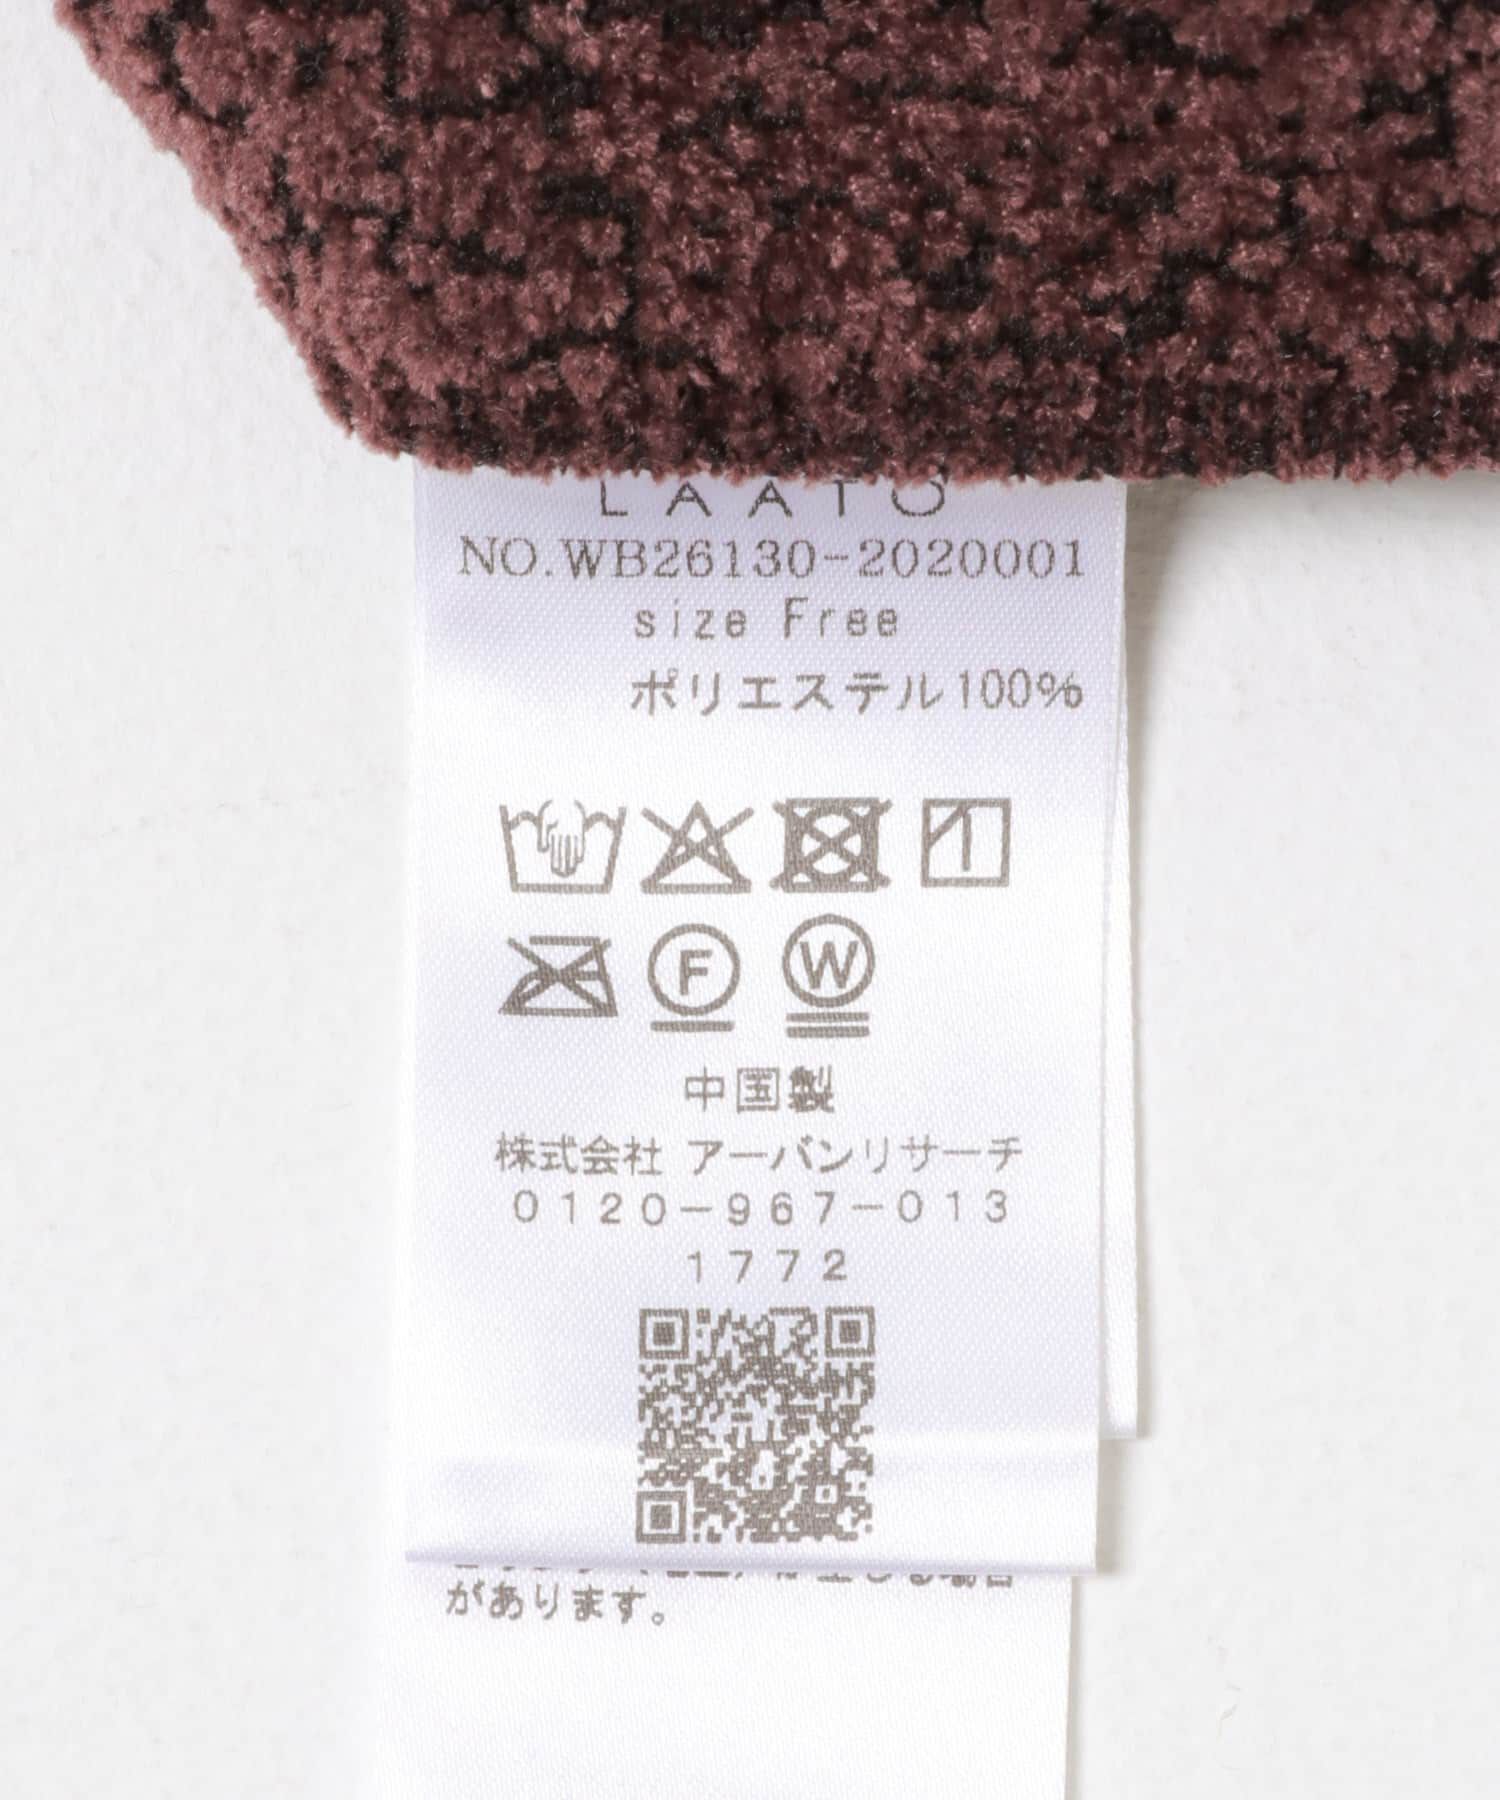 LAATO
NO.WB26130-2020001
size Free
ポリエステル100%
F W
中国製
株式会社 アーバンリサーチ
0120-967-013
1772
があります。